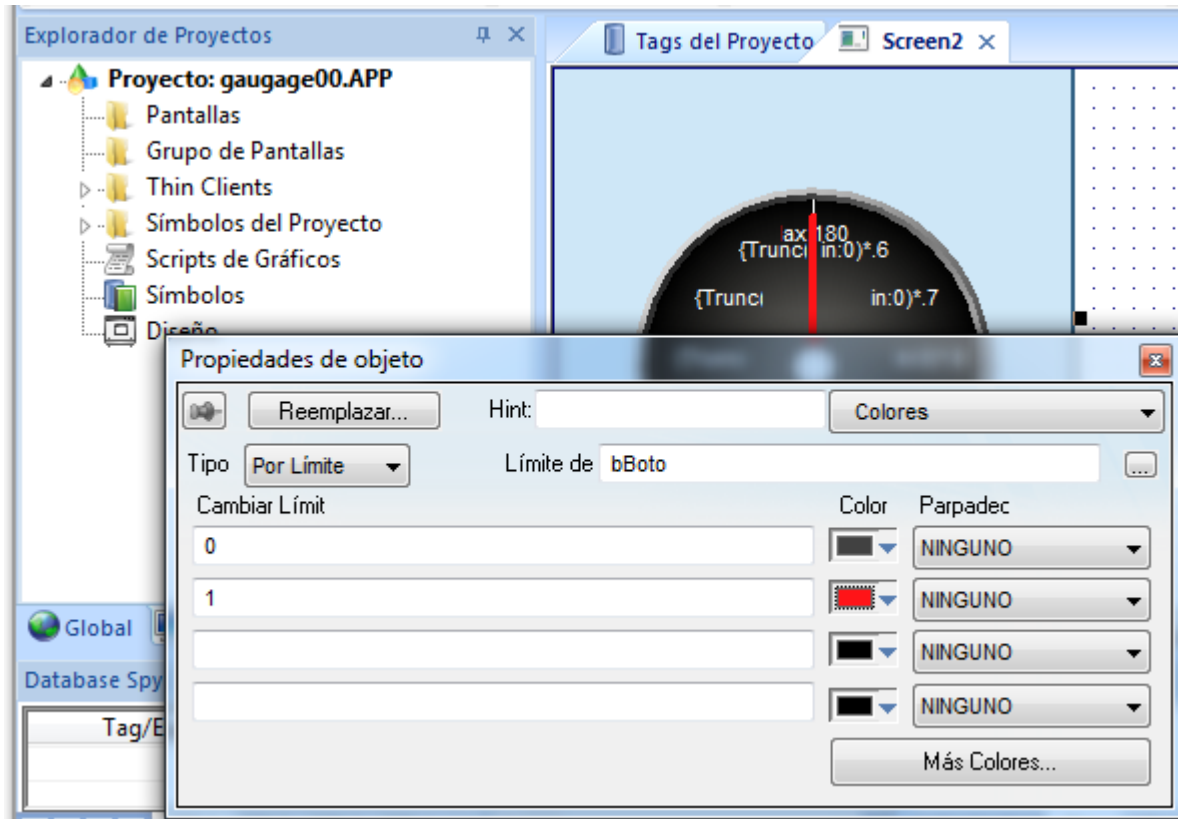 Explorador de Proyectos
Tags del Proyecto
Screen2
Proyecto: gaugage00.APP
Pantallas
Grupo de Pantallas
Thin Clients
Símbolos del Proyecto
Scripts de Gráficos
Símbolos
Diseño
ax 180
{Trunc( in:0)*.6
{Trunc( in:0)*.7
Propiedades de objeto
Reemplazar... Hint: Colores
Tipo Por Límite Límite de bBoto ...
Cambiar Límit Color Parpadec
0 NINGUNO
1 NINGUNO
NINGUNO
NINGUNO
Más Colores...
Global
Database Spy
Tag/E